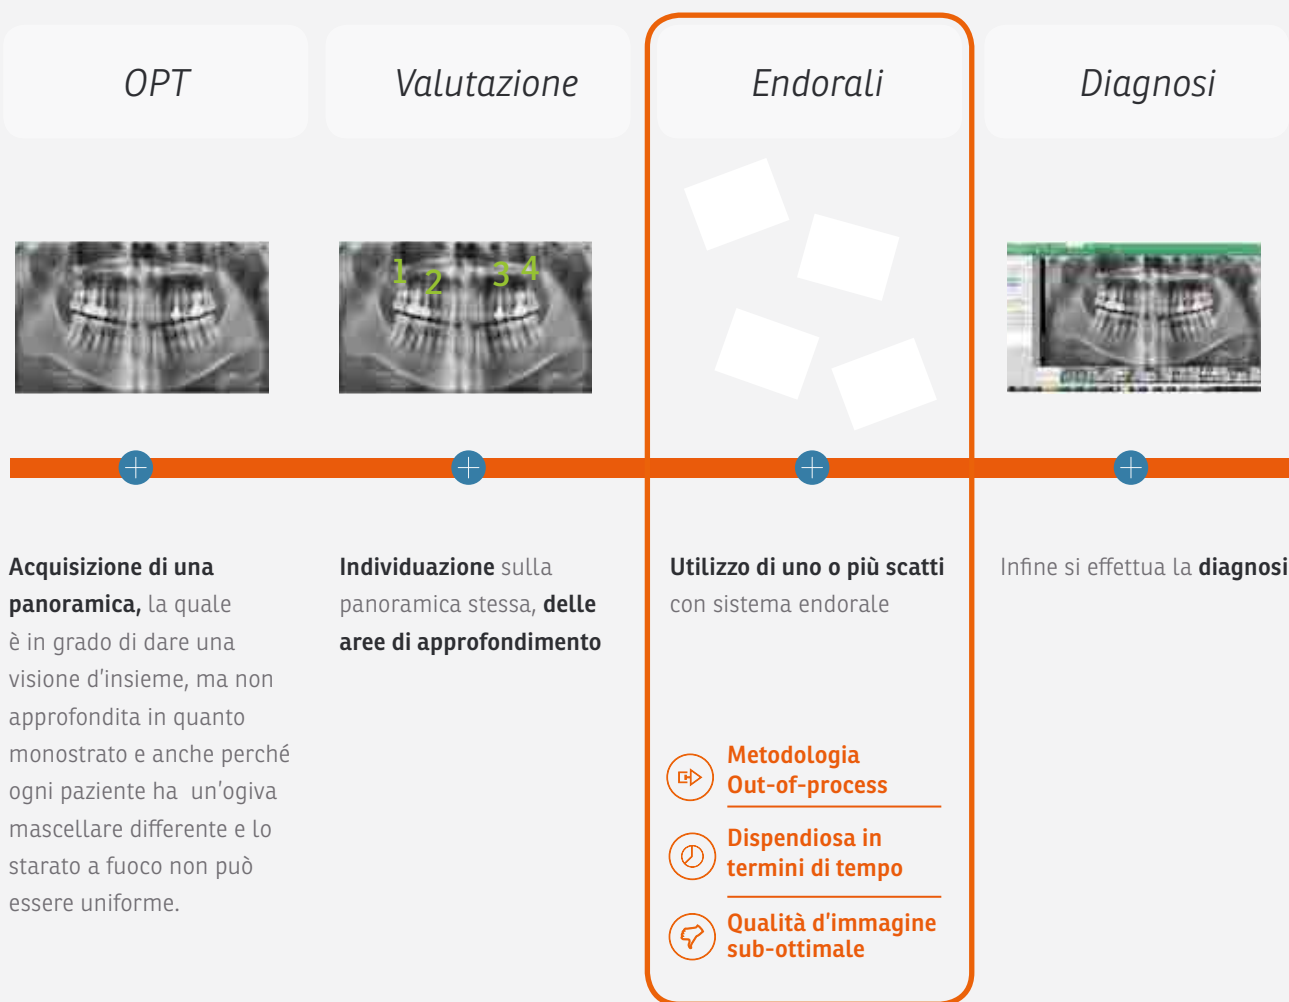 OPT
Valutazione
Endorali
Diagnosi
1
2
3
4
Acquisizione di una
panoramica, la quale
è in grado di dare una
visione d'insieme, ma non
approfondita in quanto
monostrato e anche perché
ogni paziente ha un'ogiva
mascellare differente e lo
starato a fuoco non può
essere uniforme.
Individuazione sulla
panoramica stessa, delle
aree di approfondimento
Utilizzo di uno o più scatti
con sistema endorale
Metodologia
Out-of-process
Dispendiosa in
termini di tempo
Qualità d'immagine
sub-ottimale
Infine si effettua la diagnosi